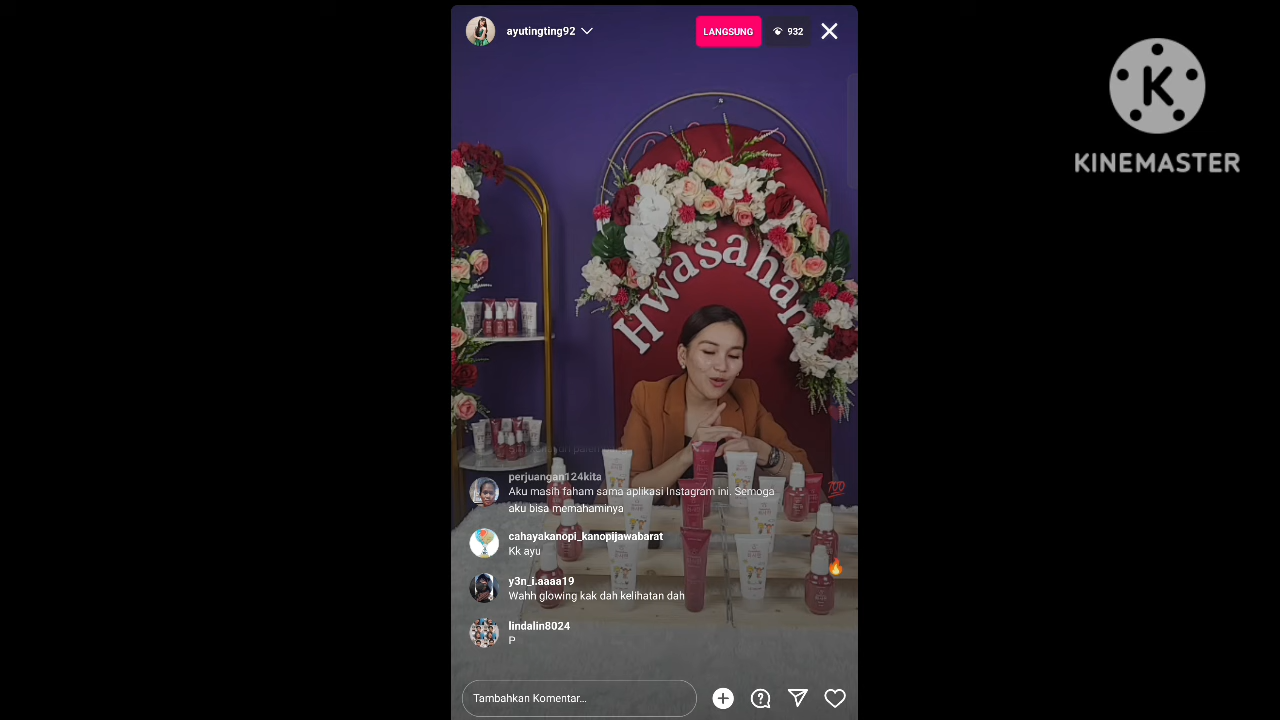 ayutingting92
LANGSUNG
932
K
KINEMASTER
Hwasahan
perjuangan124kita
Aku masih faham sama aplikasi Instagram ini. Semoga
aku bisa memahaminya
cahayakanopi_kanopijawabarat
Kk ayu
y3n_i.aaaa19
Wahh glowing kak dah kelihatan dah
lindalin8024
P
100
Tambahkan Komentar...